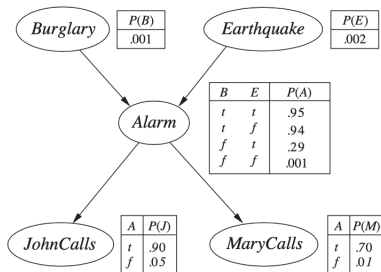 Burglary
P(B)
.001
Earthquake
P(E)
.002
Alarm
B E P(A)
t t .95
t f .94
f t .29
f f .001
JohnCalls
A P(J)
t .90
f .05
MaryCalls
A P(M)
t .70
f .01